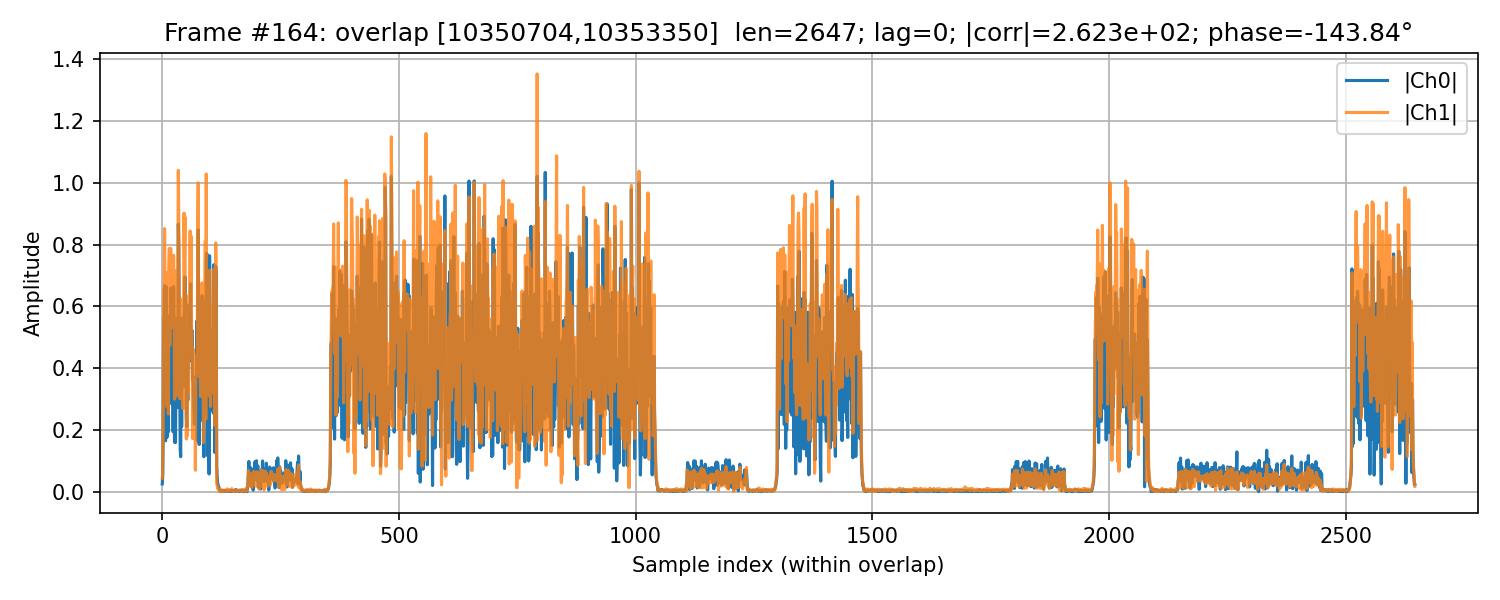 Frame #164: overlap [10350704,10353350]  len=2647; lag=0; |corr|=2.623e+02; phase=-143.84°
|Ch0|
|Ch1|
Amplitude
1.4
1.2
1.0
0.8
0.6
0.4
0.2
0.0
0 500 1000 1500 2000 2500
Sample index (within overlap)